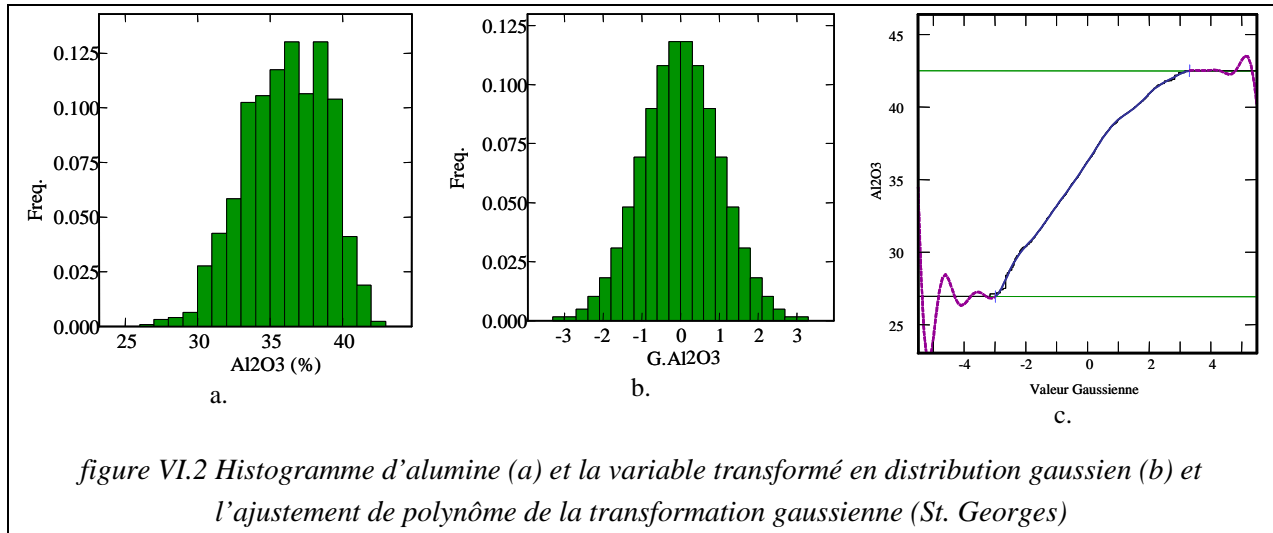 0.125
0.100
0.075
0.050
0.025
0.000
Freq.
25 30 35 40
Al2O3 (%)
a.
0.125
0.100
0.075
0.050
0.025
0.000
Freq.
-3 -2 -1 0 1 2 3
G.Al2O3
b.
45
40
35
30
25
Al2O3
-4 -2 0 2 4
Valeur Gaussienne
c.
figure VI.2 Histogramme d'alumine (a) et la variable transformé en distribution gaussien (b) et
l'ajustement de polynôme de la transformation gaussienne (St. Georges)